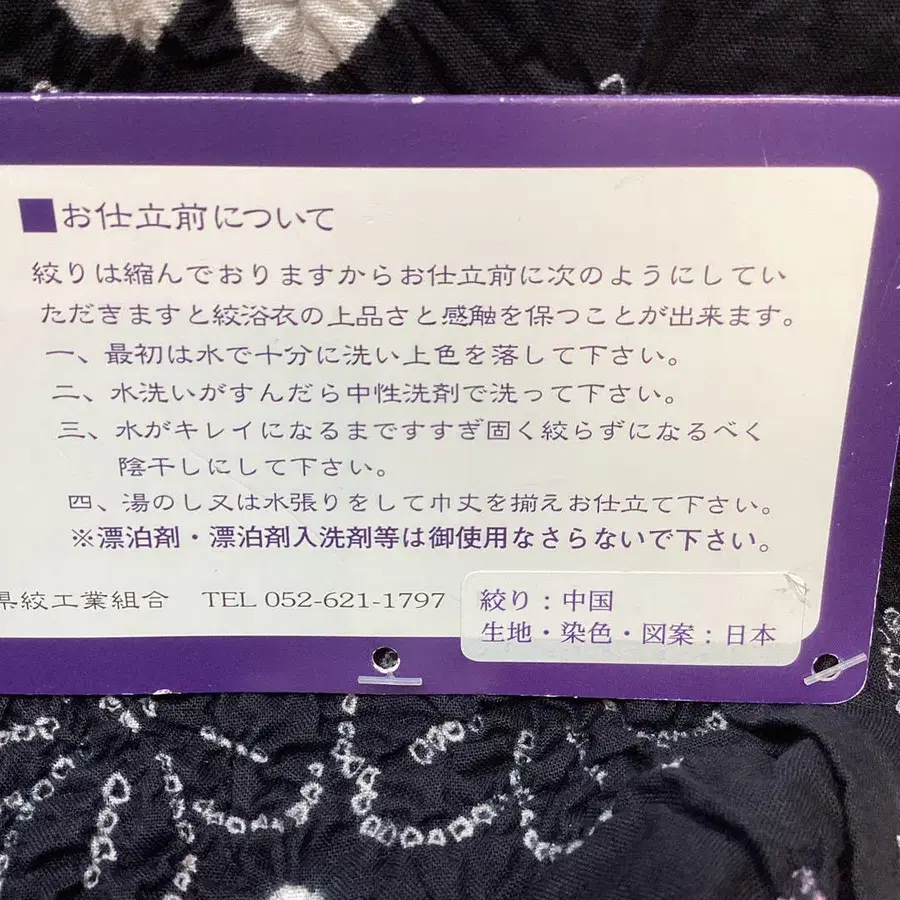 ■お仕立前について
絞りは縮んでおりますからお仕立前に次のようにしてい
ただきますと絞浴衣の上品さと感触を保つことが出来ます。
一、最初は水で十分に洗い上色を落して下さい。
二、水洗いがすんだら中性洗剤で洗って下さい。
三、水がキレイになるまですすぎ固く絞らずになるべく
陰干しにして下さい。
四、湯のし又は水張りをして巾丈を揃えお仕立て下さい。
※漂泊剤・漂泊剤入洗剤等は御使用なさらないで下さい。
県絞工業組合 TEL 052-621-1797
絞り：中国
生地・染色・図案：日本